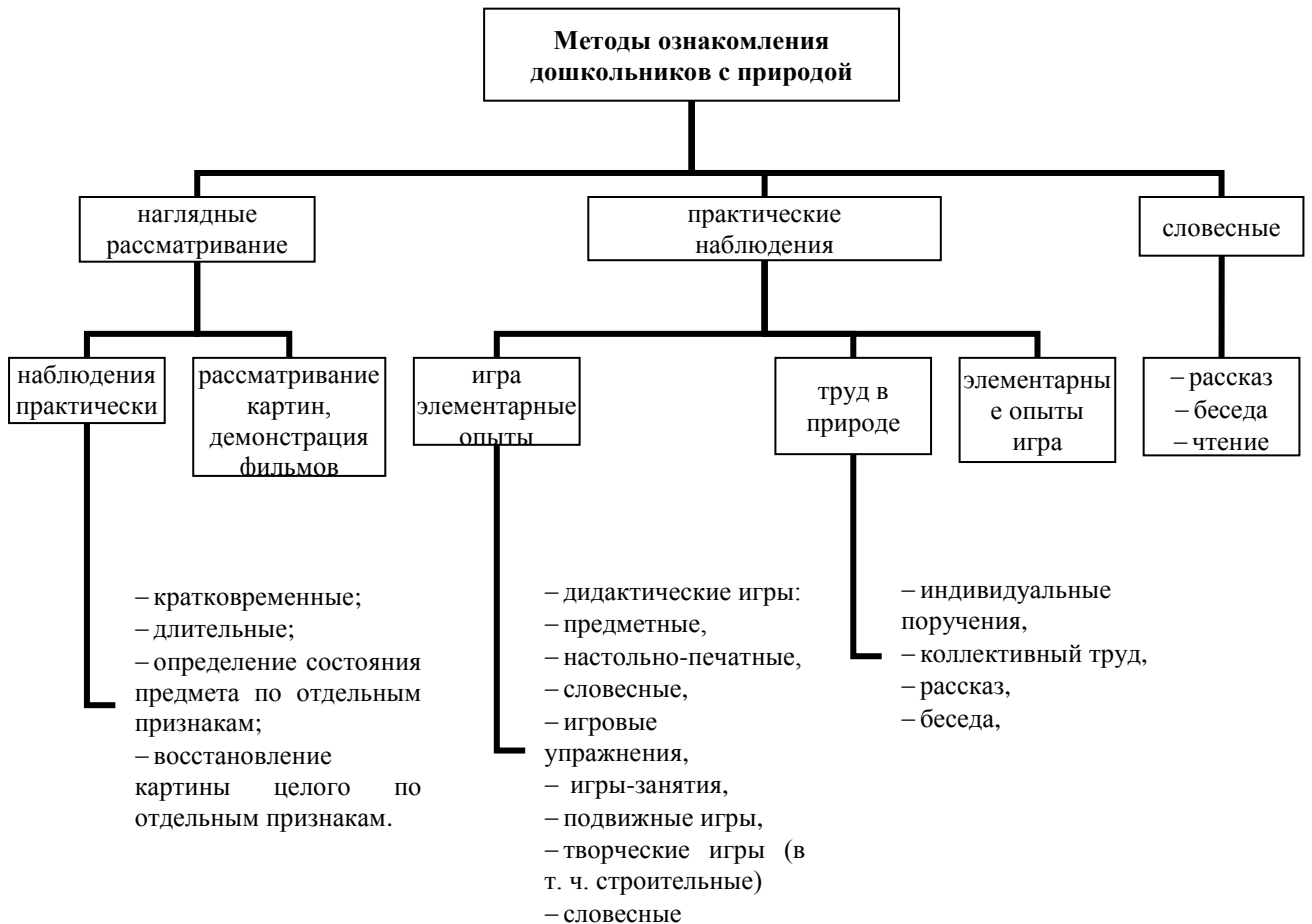 Методы ознакомления
дошкольников с природой
наглядные
рассматривание
практические
наблюдения
словесные
наблюдения
практически
рассматривание
картин,
демонстрация
фильмов
игра
элементарные
опыты
труд в
природе
элементарны
е опыты
игра
– рассказ
– беседа
– чтение
– кратковременные;
– длительные;
– определение состояния
предмета по отдельным
признакам;
– восстановление
картины целого по
отдельным признакам.
– дидактические игры:
– предметные,
– настольно-печатные,
– словесные,
– игровые
упражнения,
– игры-занятия,
– подвижные игры,
– творческие игры (в
т. ч. строительные)
– словесные
– индивидуальные
поручения,
– коллективный труд,
– рассказ,
– беседа,